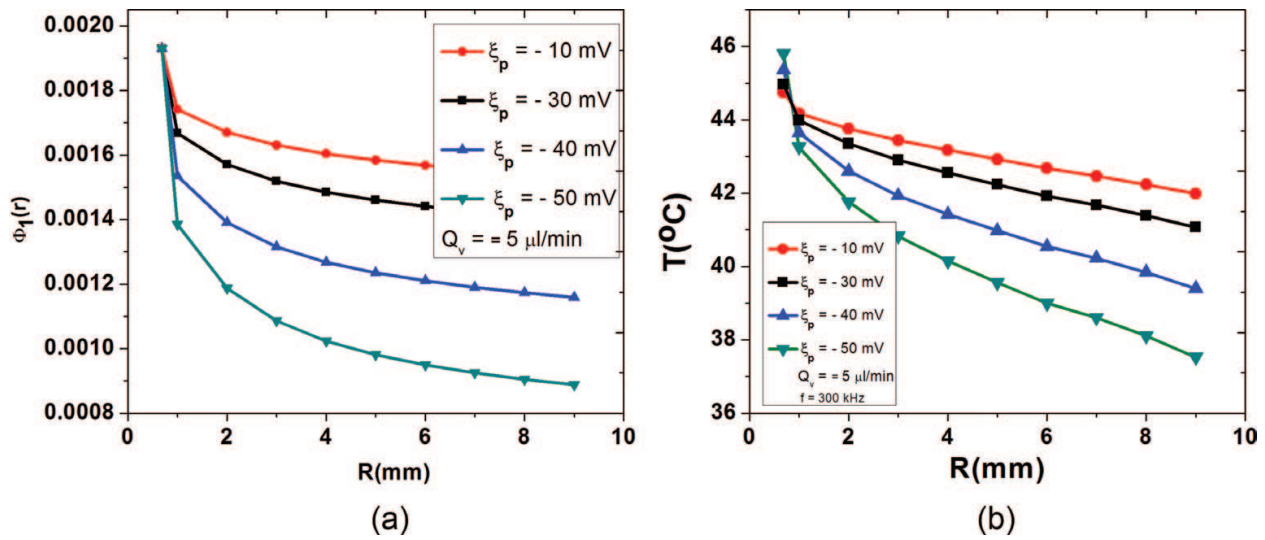 0.0020
0.0018
0.0016
0.0014
0.0012
0.0010
0.0008
Φ1(r)
0 2 4 6 8 10
R(mm)
ξp = - 10 mV
ξp = - 30 mV
ξp = - 40 mV
ξp = - 50 mV
Qv = = 5 μl/min
(a)
46
44
42
40
38
36
T(ºC)
0 2 4 6 8 10
R(mm)
ξp = - 10 mV
ξp = - 30 mV
ξp = - 40 mV
ξp = - 50 mV
Qv = = 5 μl/min
f = 300 kHz
(b)